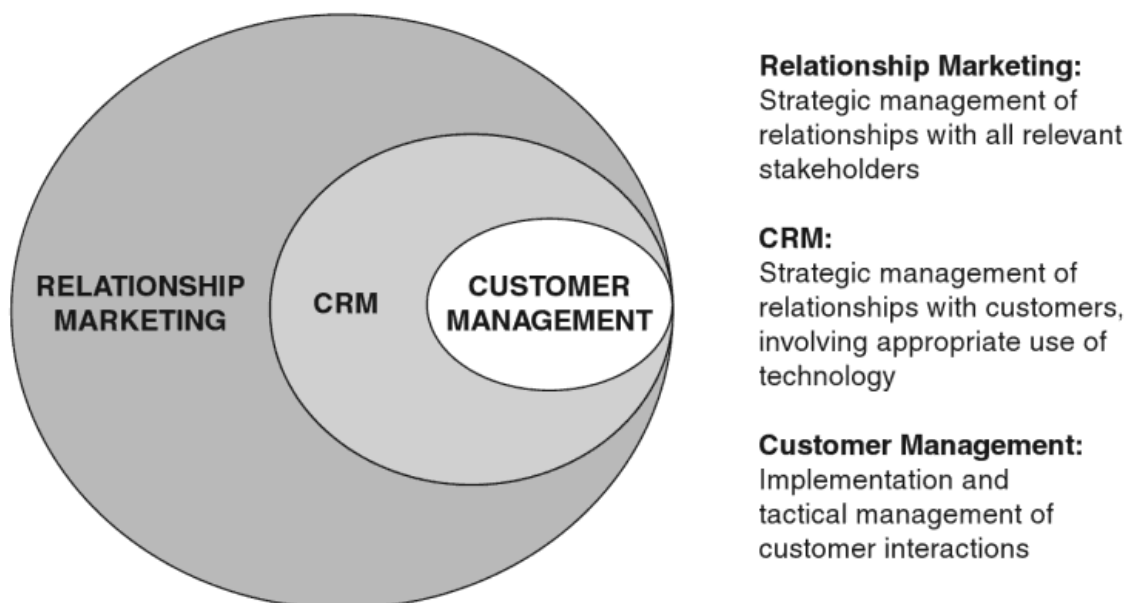 RELATIONSHIP
MARKETING
CRM
CUSTOMER
MANAGEMENT
Relationship Marketing:
Strategic management of
relationships with all relevant
stakeholders
CRM:
Strategic management of
relationships with customers,
involving appropriate use of
technology
Customer Management:
Implementation and
tactical management of
customer interactions